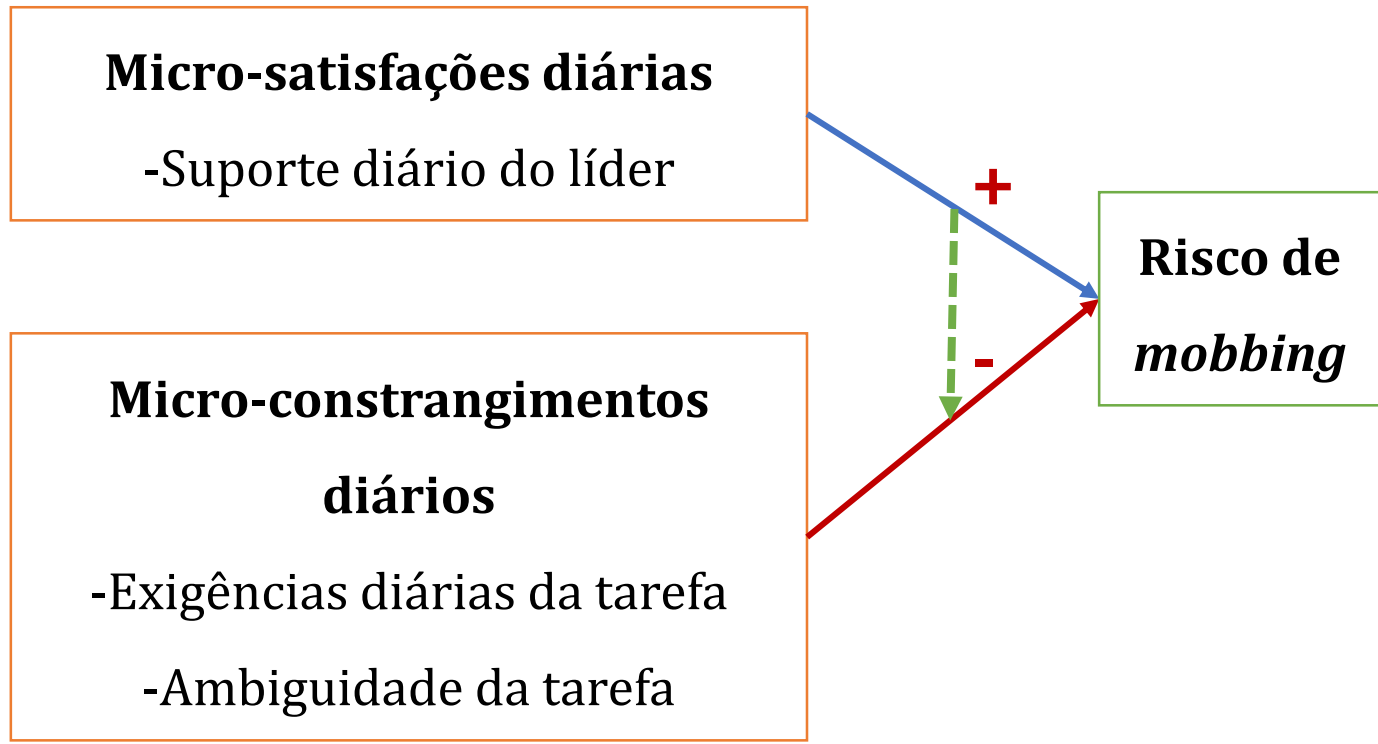 Micro-satisfações diárias
-Suporte diário do líder
+
Risco de
mobbing
-
Micro-constrangimentos
diários
-Exigências diárias da tarefa
-Ambiguidade da tarefa